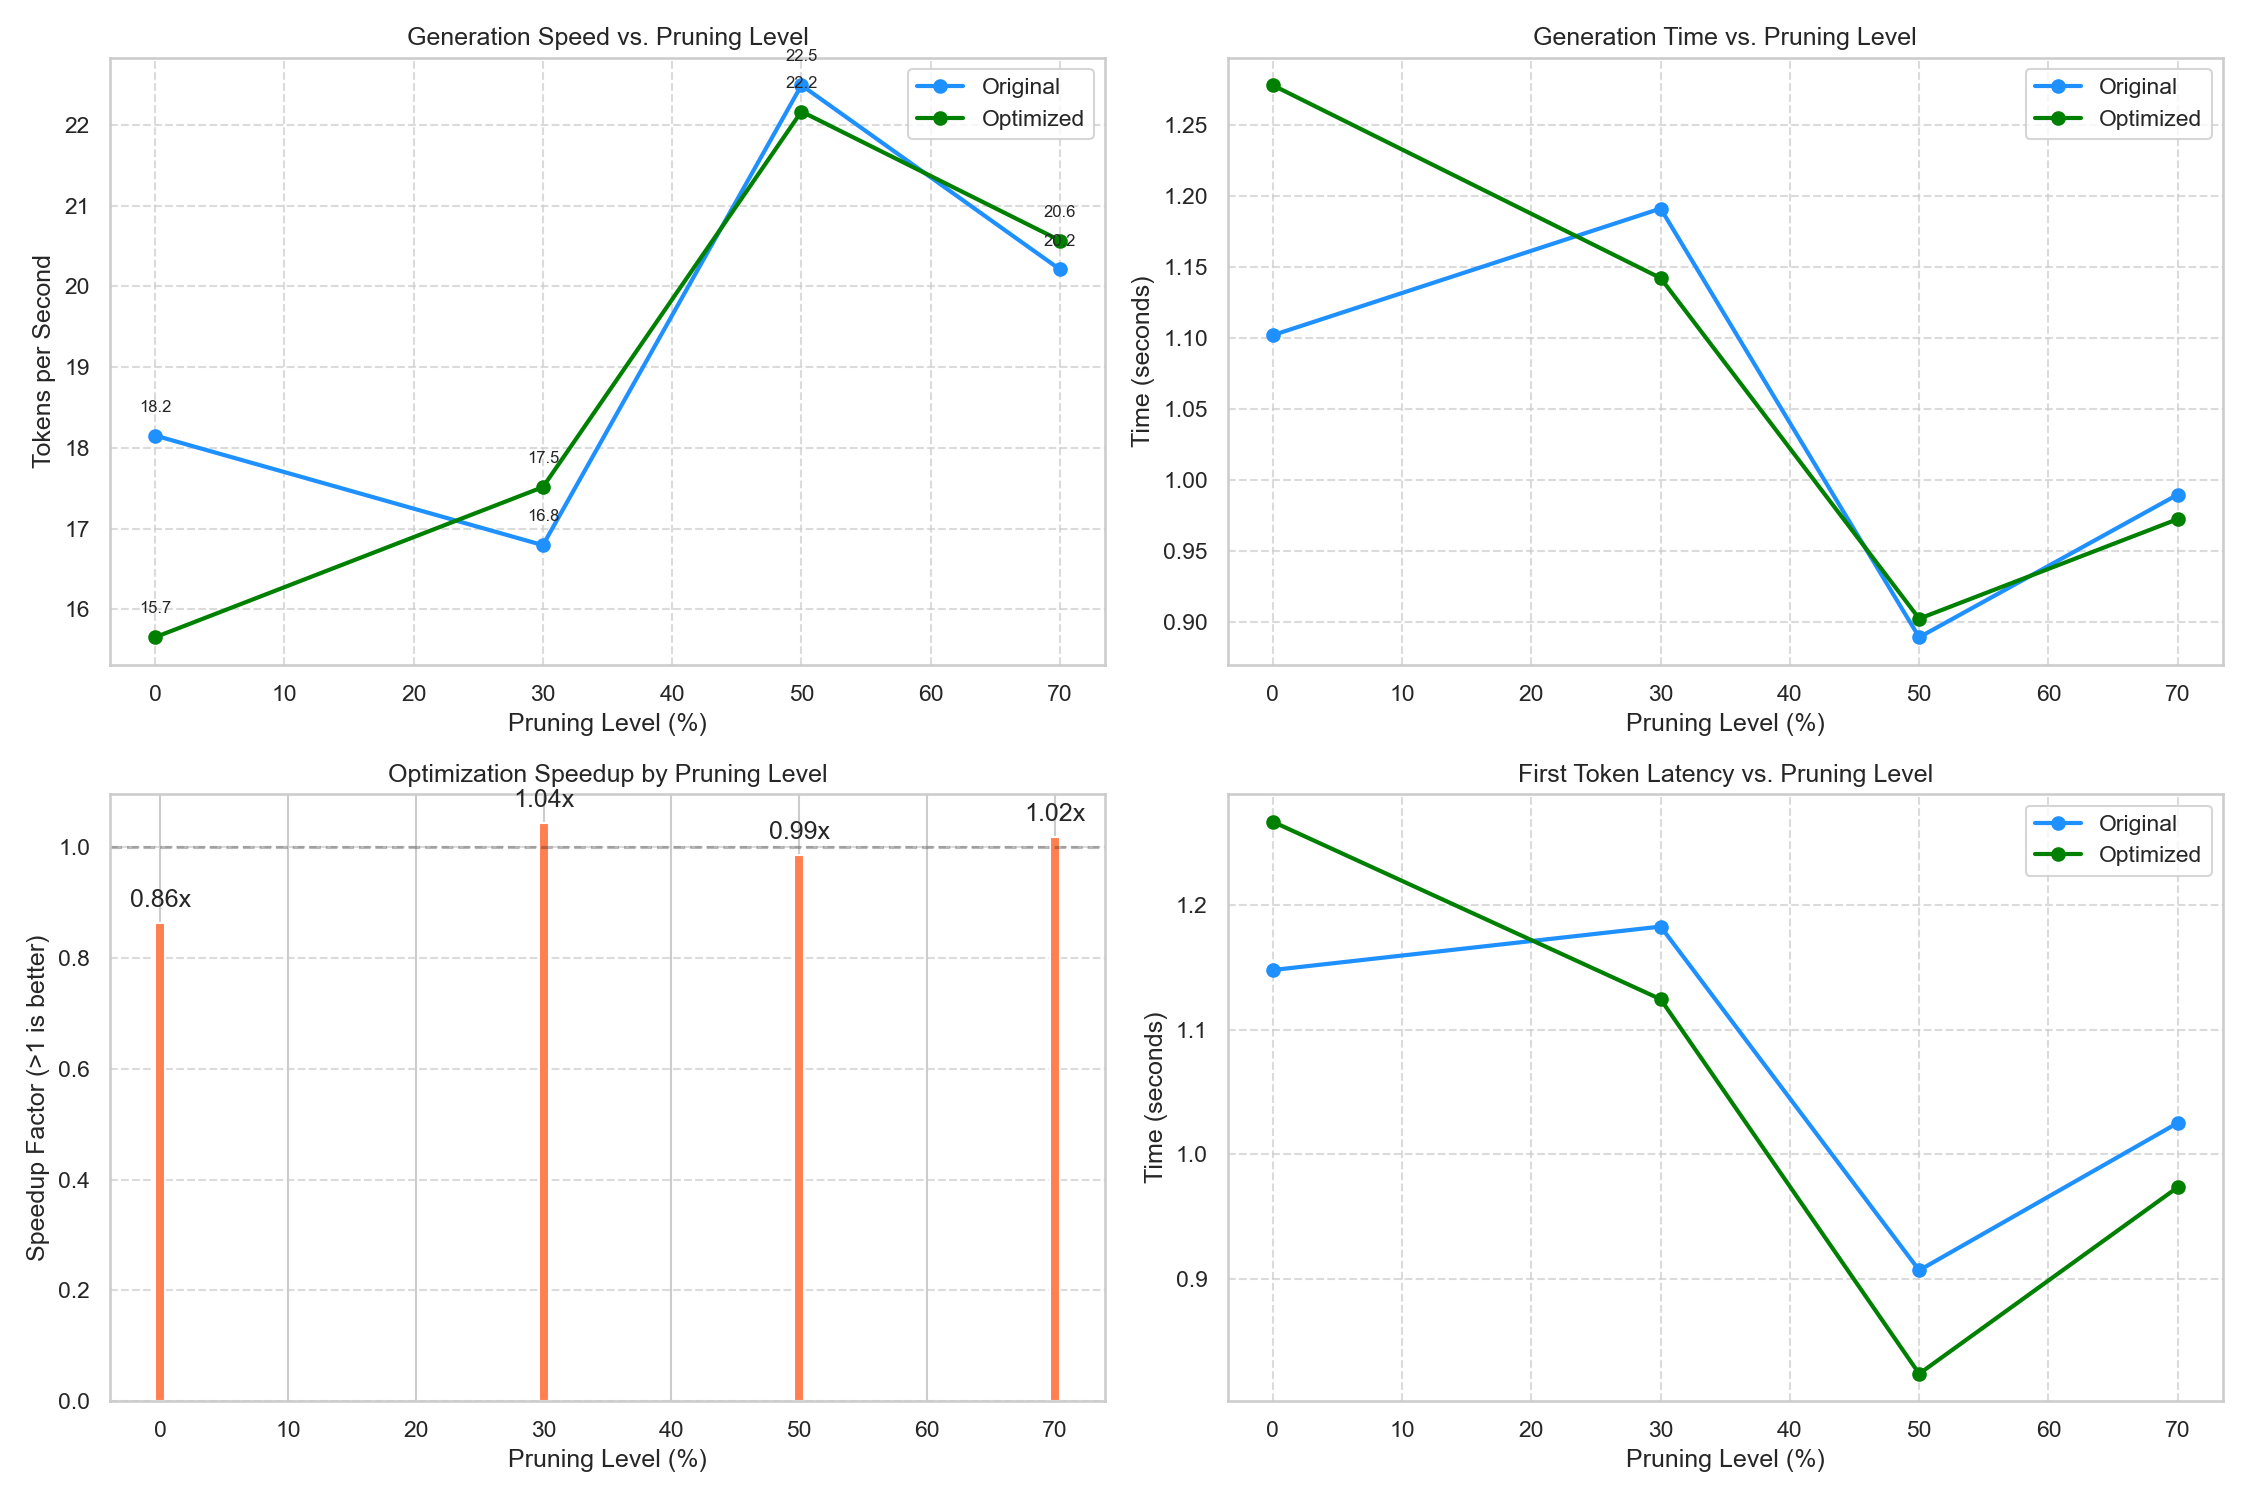 Generation Speed vs. Pruning Level
22.5
22.2
20.6
20.2
18.2
17.5
16.8
15.7
Original
Optimized
Tokens per Second
22
21
20
19
18
17
16
0 10 20 30 40 50 60 70
Pruning Level (%)
Generation Time vs. Pruning Level
Original
Optimized
Time (seconds)
1.25
1.20
1.15
1.10
1.05
1.00
0.95
0.90
0 10 20 30 40 50 60 70
Pruning Level (%)
Optimization Speedup by Pruning Level
0.86x
1.04x
0.99x
1.02x
Speedup Factor (>1 is better)
1.0
0.8
0.6
0.4
0.2
0.0
0 10 20 30 40 50 60 70
Pruning Level (%)
First Token Latency vs. Pruning Level
Original
Optimized
Time (seconds)
1.2
1.1
1.0
0.9
0 10 20 30 40 50 60 70
Pruning Level (%)